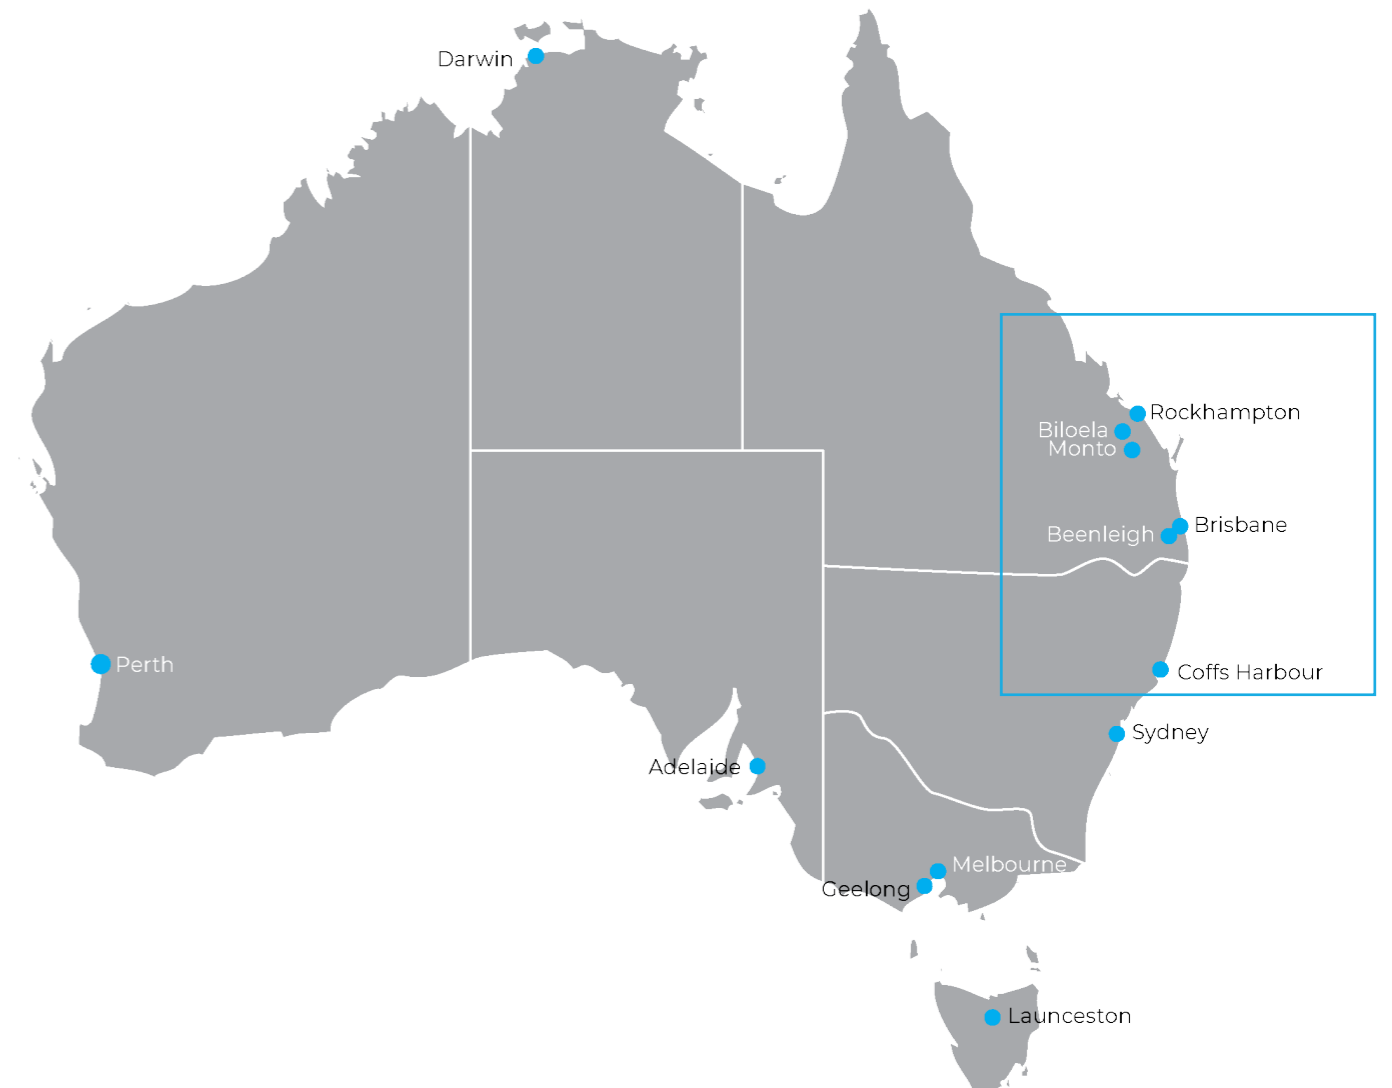 Darwin
Rockhampton
Biloela
Monto
Brisbane
Beenleigh
Perth
Coffs Harbour
Sydney
Adelaide
Melbourne
Geelong
Launceston